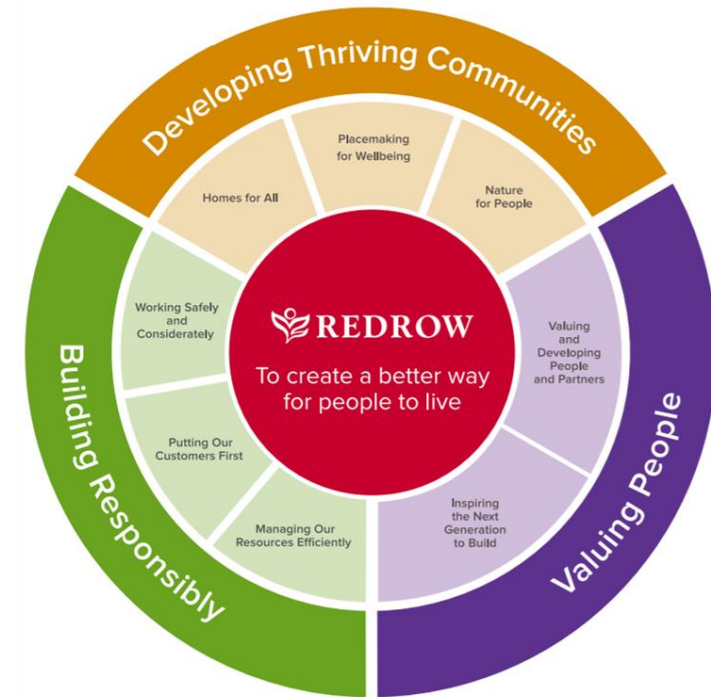 Developing Thriving Communities
Homes for All
Placemaking
for Wellbeing
Nature
for People
Valuing People
Valuing
and
Developing
People
and Partners
Inspiring
the Next
Generation
to Build
Building Responsibly
Working Safely
and
Considerately
Putting Our
Customers First
Managing Our
Resources Efficiently
REDROW
To create a better way
for people to live